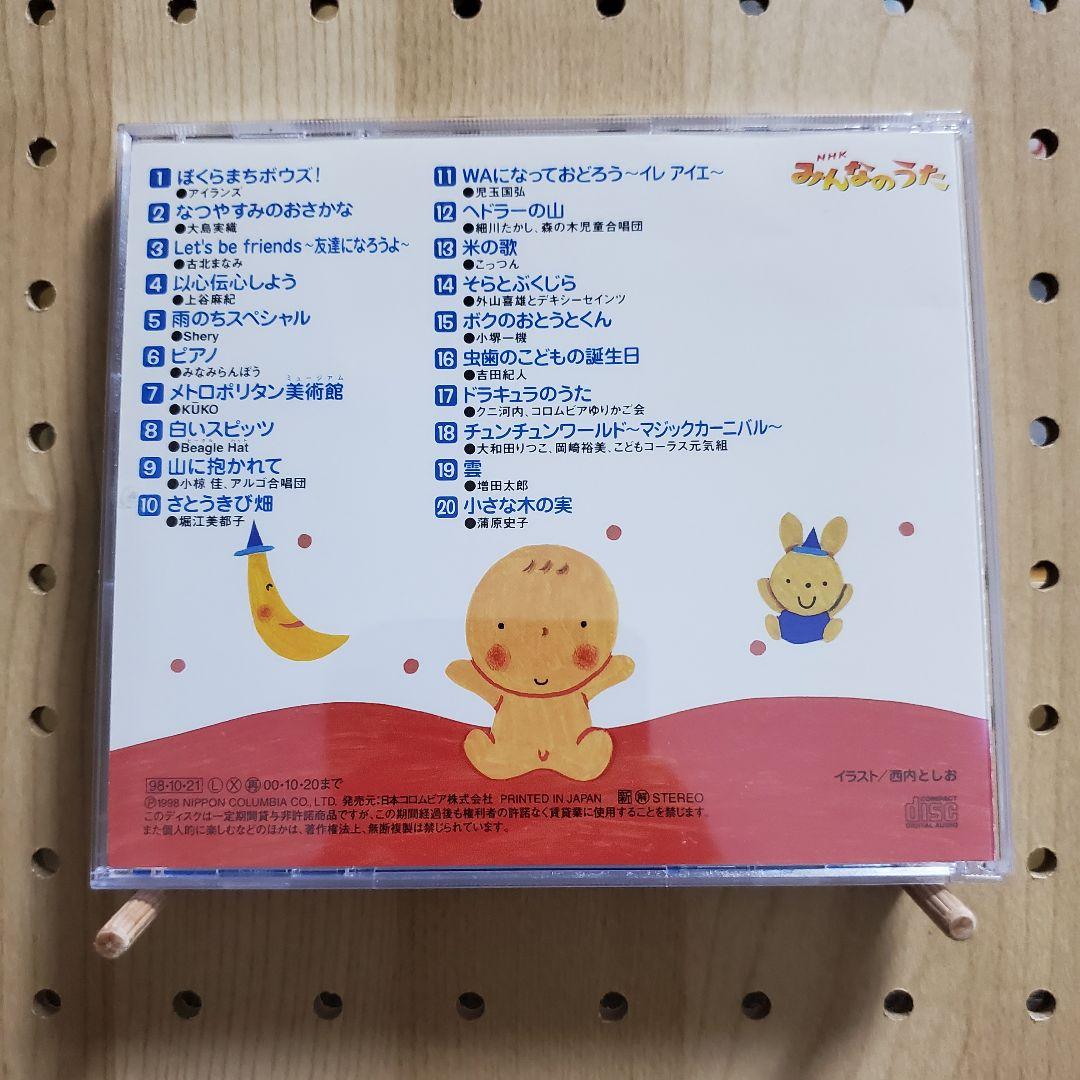 NHK
みんなのうた
1 ぼくらまちボウズ!
●アイランズ
2 なつやすみのおさかな
●大島実織
3 Let's be friends~友達になろうよ~
●古北まなみ
4 以心伝心しよう
●上谷麻紀
5 雨のちスペシャル
●Shery
6 ピアノ
●みなみらんぼう
ミュージアム
7 メトロポリタン美術館
●KUKO
8 白いスピッツ
ビーグル ハット
●Beagle Hat
9 山に抱かれて
●小椋 佳、アルゴ合唱団
10 さとうきび畑
●堀江美都子
11 WAになっておどろう~イレ アイエ~
●児玉国弘
12 ヘドラーの山
●細川たかし、森の木児童合唱団
13 米の歌
●こっつん
14 そらとぶくじら
●外山喜雄とデキシーセインツ
15 ボクのおとうとくん
●小堺一機
16 虫歯のこどもの誕生日
●吉田紀人
17 ドラキュラのうた
●クニ河内、コロムビアゆりかご会
18 チュンチュンワールド~マジックカーニバル~
●大和田りつこ、岡崎裕美、こどもコーラス元気組
19 雲
●増田太郎
20 小さな木の実
●蒲原史子
イラスト/西内としお
98・10・21 Ⓛ Ⓧ 再 00・10・20まで
Ⓟ1998 NIPPON COLUMBIA CO., LTD. 発売元:日本コロムビア株式会社 PRINTED IN JAPAN 新 解 STEREO
このディスクは一定期間貸与非許諾商品ですが、この期間経過後も権利者の許諾なく賃貸業に使用することを禁じます。
また個人的に楽しむなどのほかは、著作権法上、無断複製は禁じられています。
COMPACT
disc
DIGITAL AUDIO